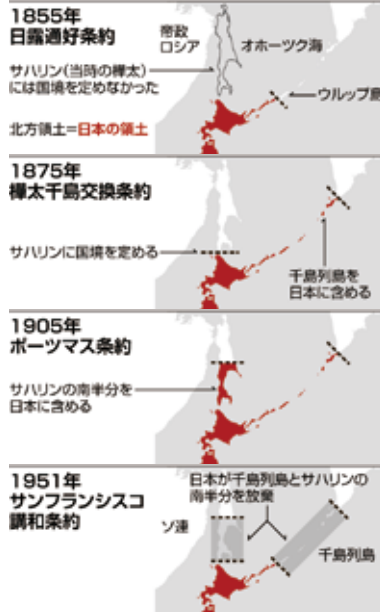 1855年
日露通好条約
帝政
ロシア
オホーツク海
サハリン(当時の樺太)
には国境を定めなかった
ウルップ島
北方領土=日本の領土
1875年
樺太千島交換条約
サハリンに国境を定める
千島列島を
日本に含める
1905年
ポーツマス条約
サハリンの南半分を
日本に含める
1951年
サンフランシスコ
講和条約
日本が千島列島とサハリンの
南半分を放棄
ソ連
千島列島